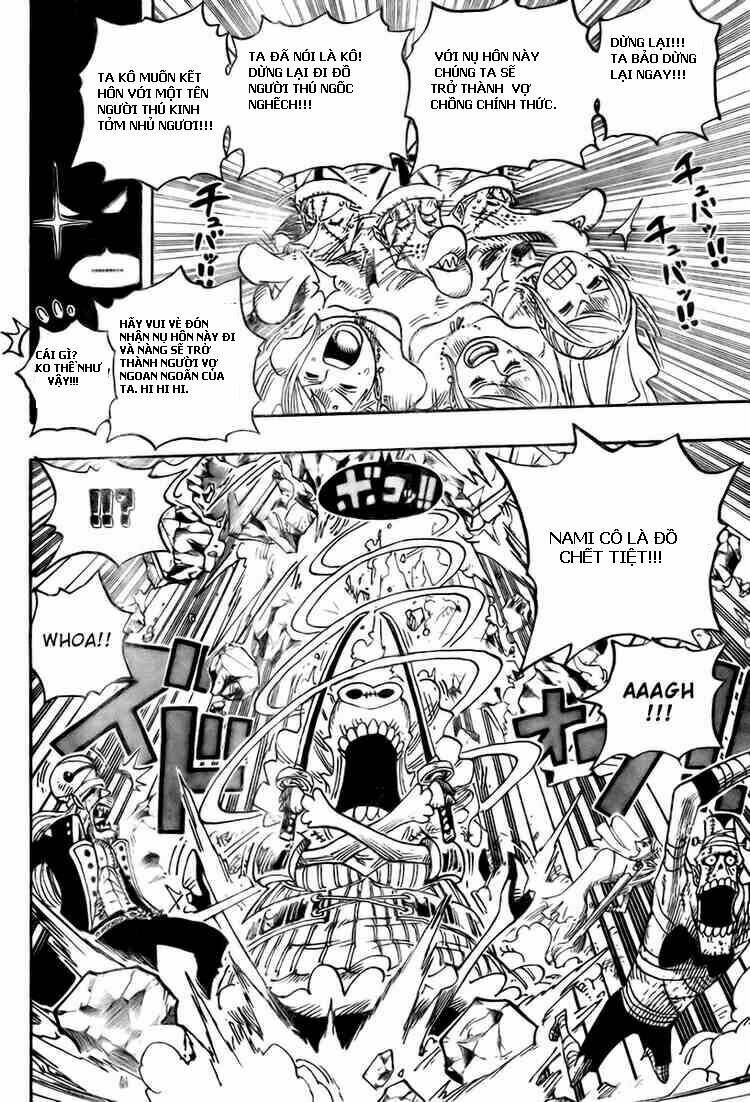 DỪNG LẠI!!!
TA BẢO DỪNG
LẠI NGAY!!!
VỚI NỤ HÔN NÀY
CHÚNG TA SẼ
TRỞ THÀNH VỢ
CHỒNG CHÍNH THỨC.
TA ĐÃ NÓI LÀ KÔ!
DỪNG LẠI ĐI ĐỒ
NGƯỜI THÚ NGỐC
NGHẾCH!!!
TA KÔ MUỐN KẾT
HÔN VỚI MỘT TÊN
NGƯỜI THÚ KINH
TỞM NHỦ NGƯƠI!!!
チュバッ!!
チュバッ!!
チュバッ!!
HÃY VUI VẺ ĐÓN
NHẬN NỤ HÔN NÀY ĐI
VÀ NÀNG SẼ TRỞ
THÀNH NGƯỜI VỢ
NGOAN NGOÃN CỦA
TA. HI HI HI.
CÁI GÌ?
KO THỂ NHƯ
VẬY!!!
NAMI CÔ LÀ ĐỒ
CHẾT TIỆT!!!
ボコッ!!
!!?
WHOA!!
AAAGH
!!!
ズド
オン